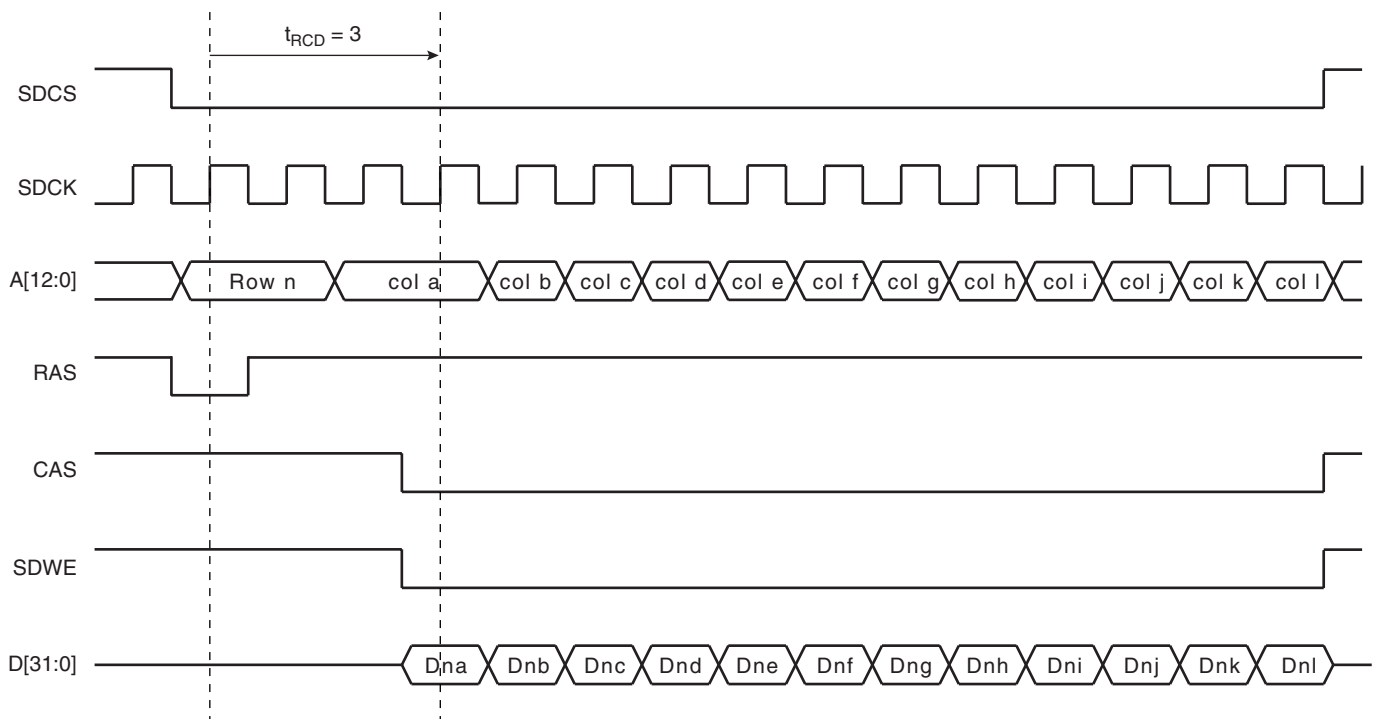 tRCD = 3
SDCS
SDCK
A[12:0] Row n col a col b col c col d col e col f col g col h col i col j col k col l
RAS
CAS
SDWE
D[31:0] Dna Dnb Dnc Dnd Dne Dnf Dng Dnh Dni Dnj Dnk Dnl